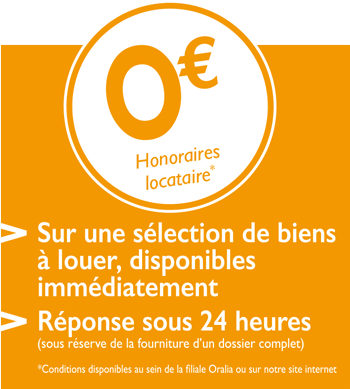 0€
Honoraires
locataire*
> Sur une sélection de biens
à louer, disponibles
immédiatement
> Réponse sous 24 heures
(sous réserve de la fourniture d'un dossier complet)
*Conditions disponibles au sein de la filiale Oralia ou sur notre site internet